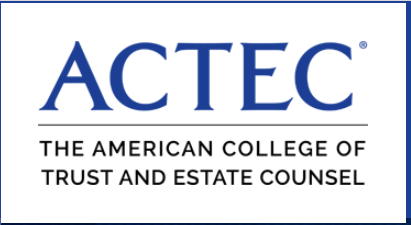 ACTEC®
THE AMERICAN COLLEGE OF
TRUST AND ESTATE COUNSEL